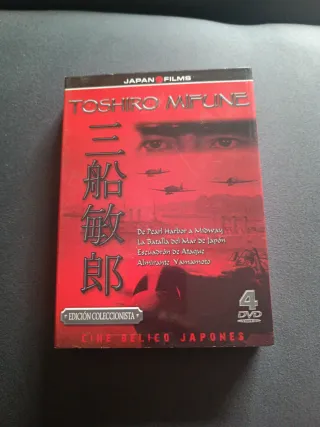 JAPAN FILMS
TOSHIRO MIFUNE
三船敏郎
De Pearl Harbor a Midway
La Batalla del Mar de Japón
Escuadrón de Ataque
Almirante Yamamoto
EDICIÓN COLECCIONISTA
4
DVD
CINE BELICO JAPONES